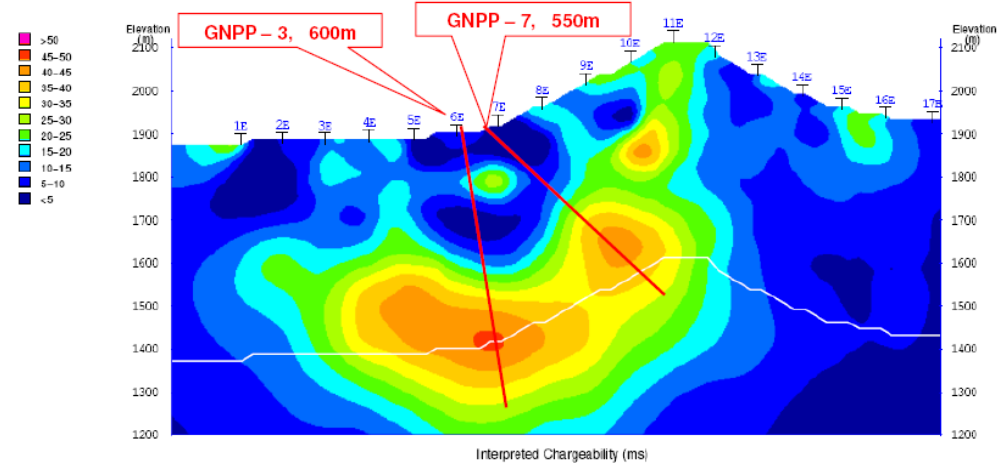 GNPP – 3, 600m
GNPP – 7, 550m
>50
45-50
40-45
35-40
30-35
25-30
20-25
15-20
10-15
5-10
<5
Elevation
(m)
2100
2000
1900
1800
1700
1600
1500
1400
1300
1200
1E
2E
3E
4E
5E
6E
7E
8E
9E
10E
11E
12E
13E
14E
15E
16E
17E
Elevation
(m)
2100
2000
1900
1800
1700
1600
1500
1400
1300
1200
Interpreted Chargeability (ms)